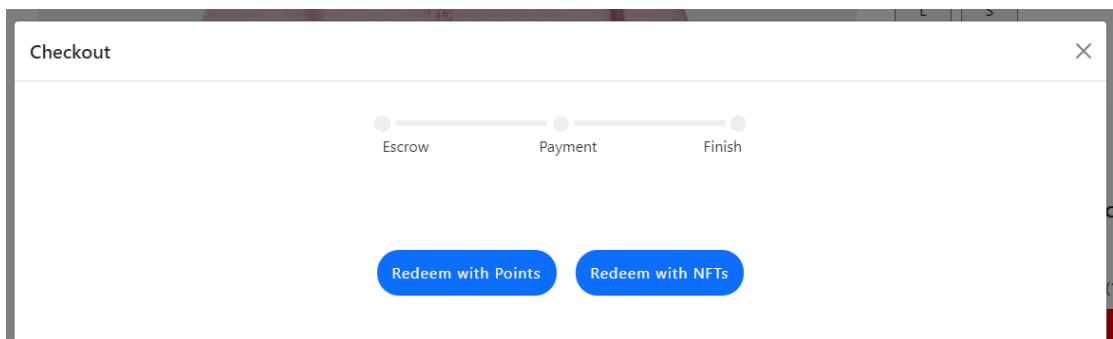 L S
Checkout
Escrow Payment Finish
Redeem with Points Redeem with NFTs